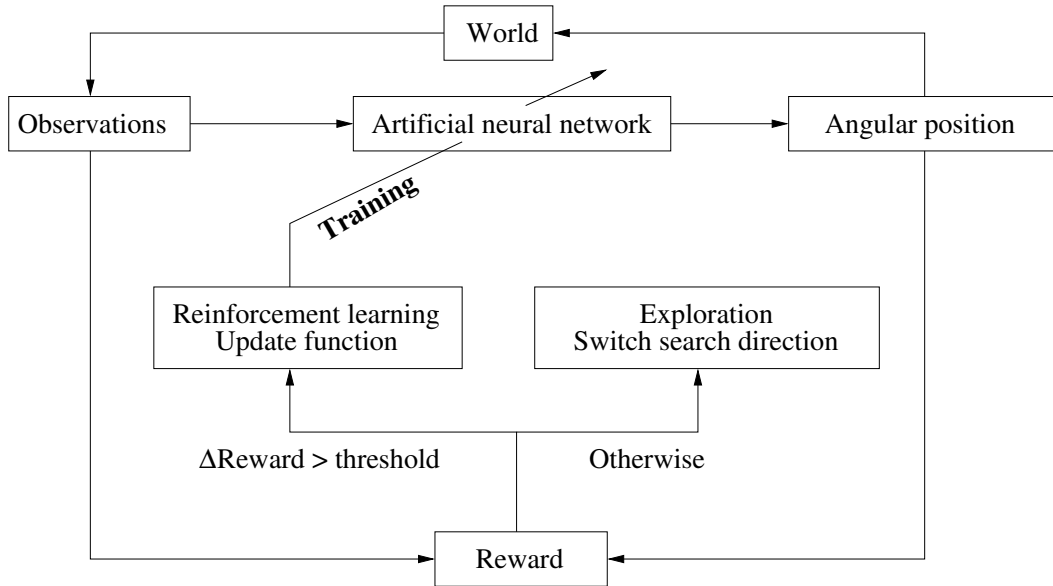 World
Observations
Artificial neural network
Angular position
Training
Reinforcement learning
Update function
Exploration
Switch search direction
ΔReward > threshold
Otherwise
Reward